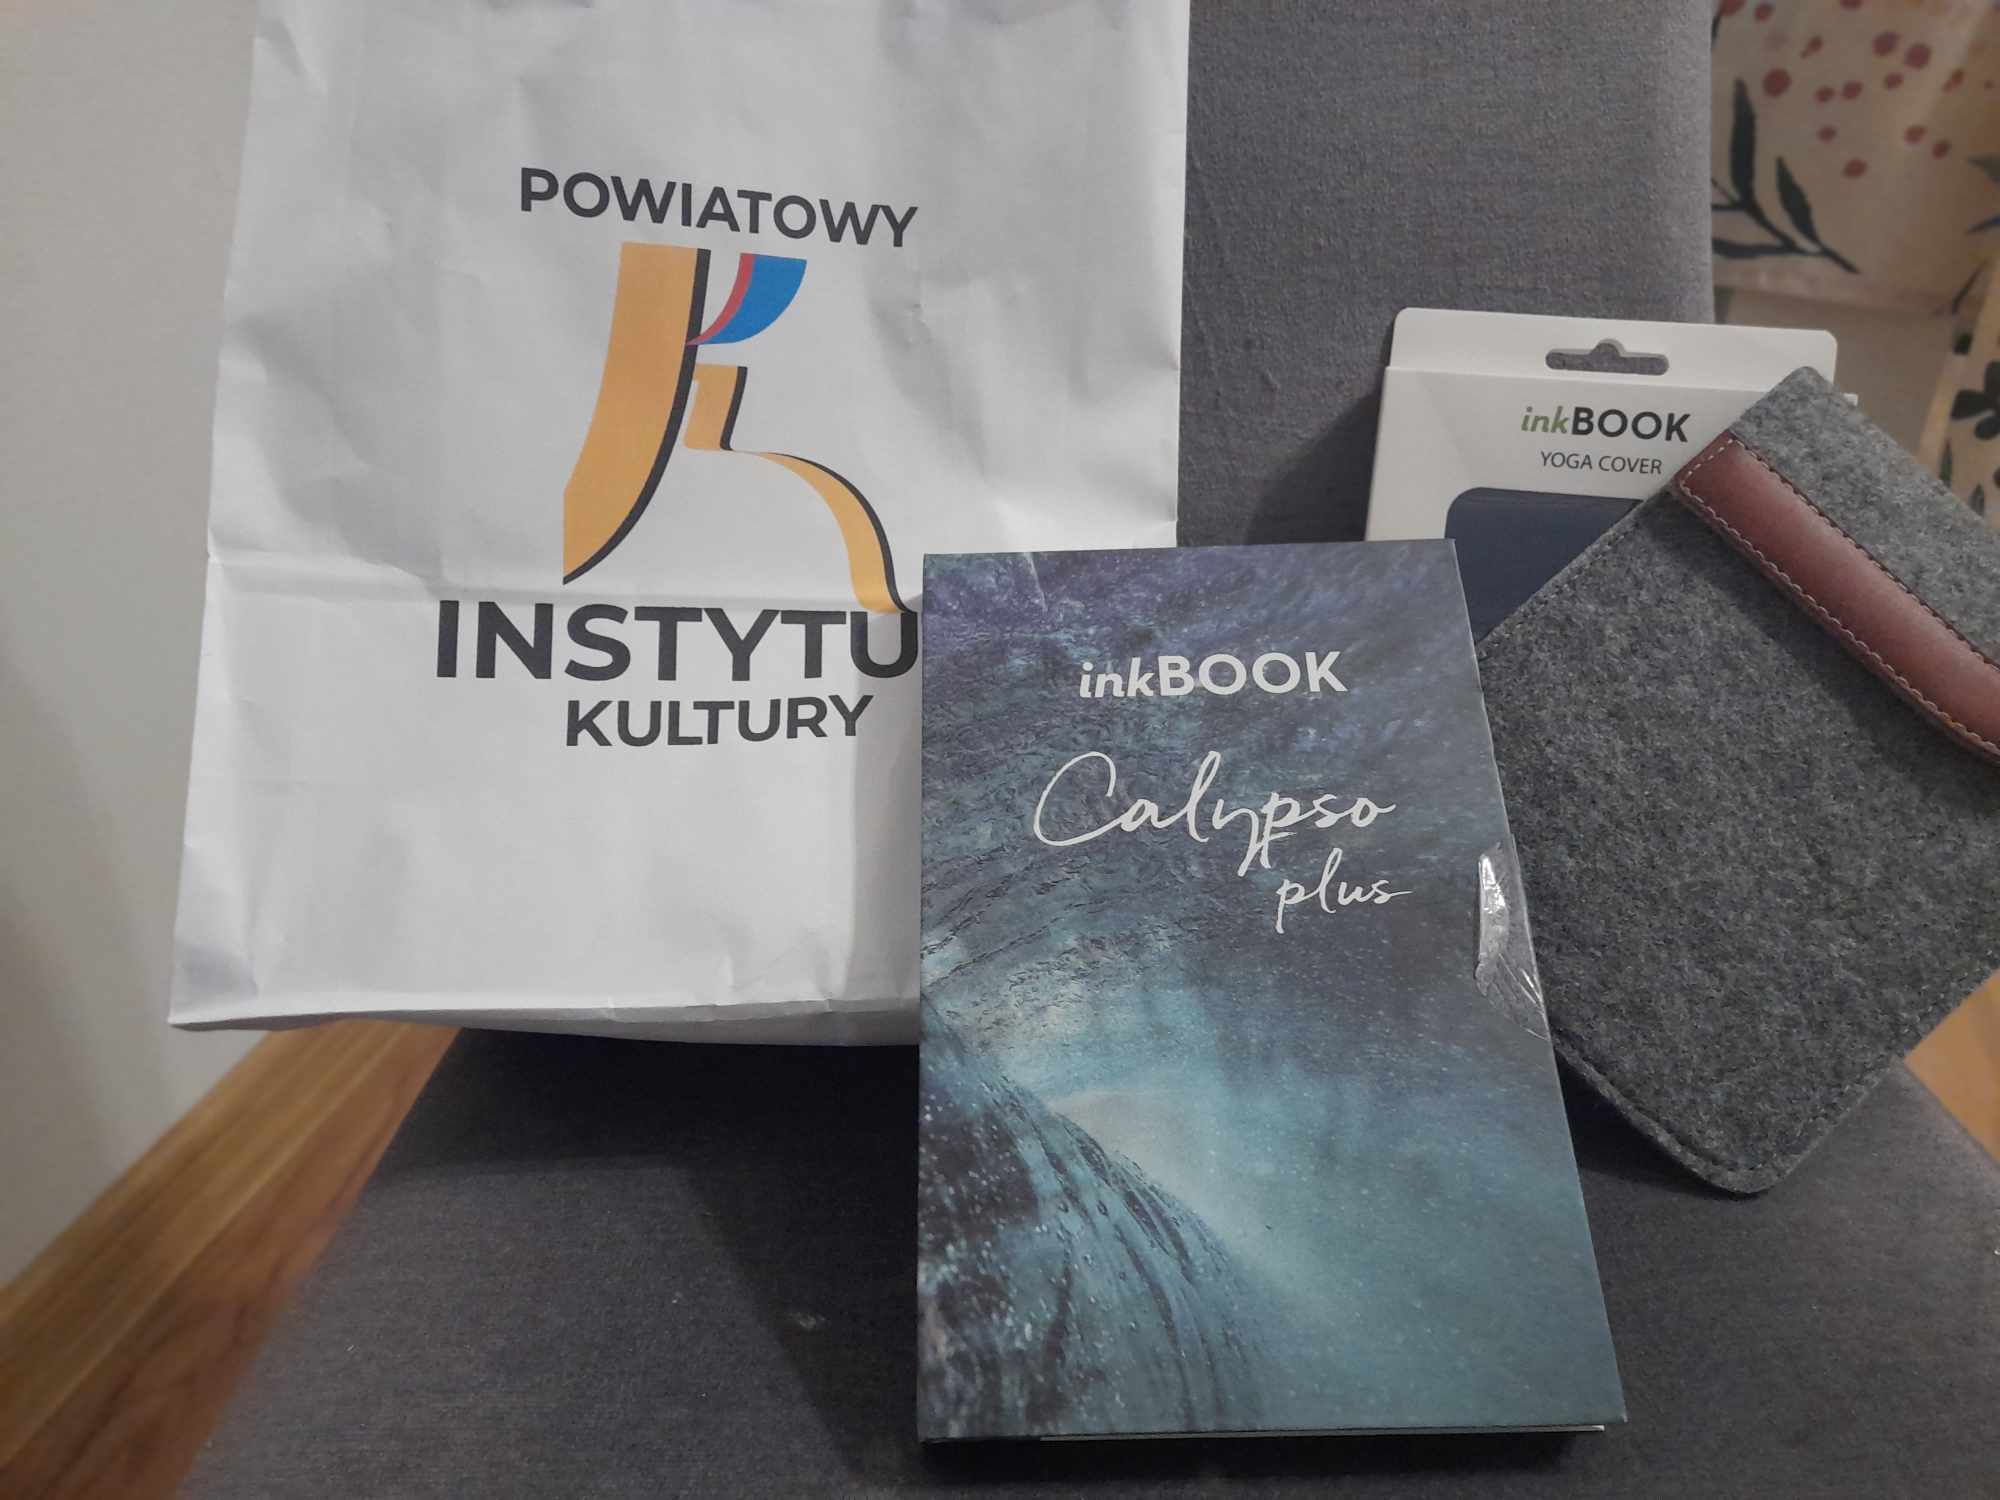 POWIATOWY
INSTYTU
KULTURY
inkBOOK
YOGA COVER
inkBOOK
Calypso
plus